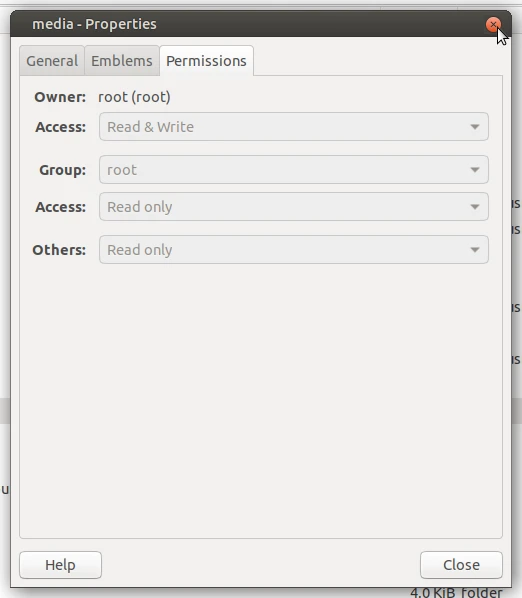 media - Properties
General Emblems Permissions
Owner: root (root)
Access: Read & Write
Group: root
Access: Read only
Others: Read only
Help Close
4.0 KiB folder